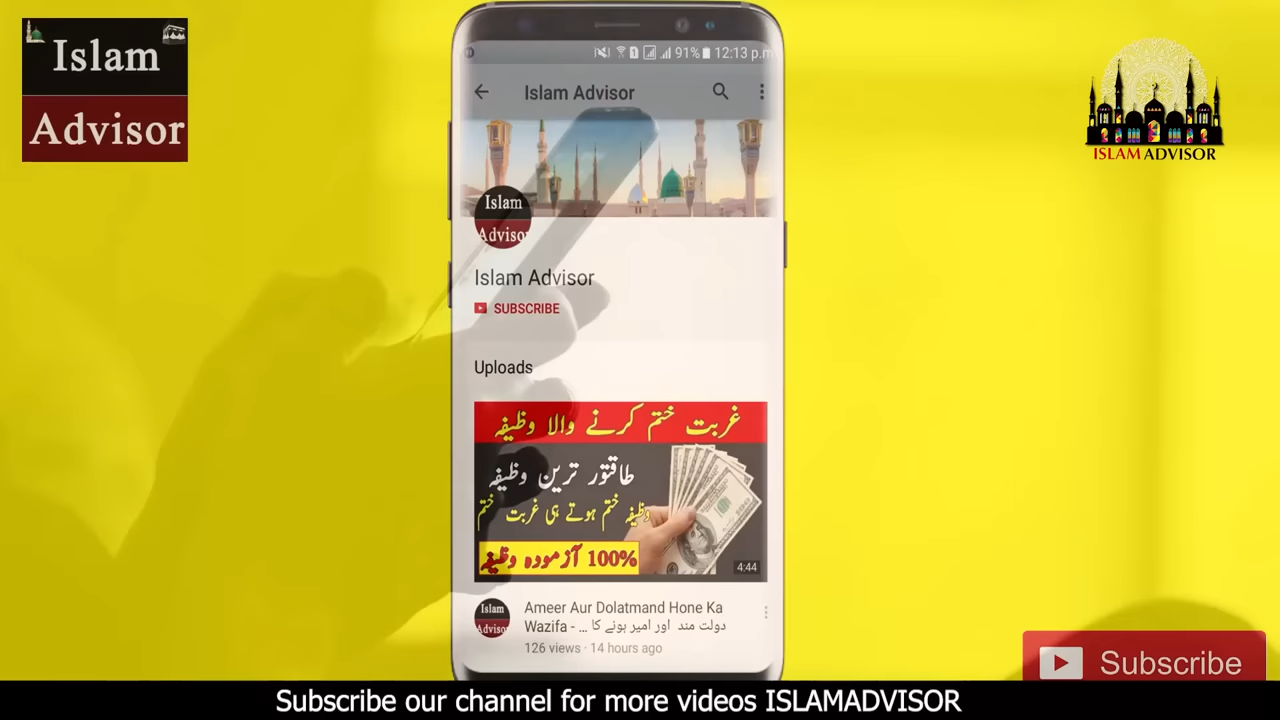 Islam
Advisor
91% 12:13 p.m
Islam Advisor
ISLAM ADVISOR
Islam
Advisor
Islam Advisor
SUBSCRIBE
Uploads
غربت ختم کرنے والا وظیفہ
طاقتور ترین وظیفہ
وظیفہ ختم ہوتے ہی غربت ختم
100% آزمودہ وظیفہ
4:44
Islam
Advisor
Ameer Aur Dolatmand Hone Ka
Wazifa - ... دولت مند اور امیر ہونے کا
126 views · 14 hours ago
Subscribe
Subscribe our channel for more videos ISLAMADVISOR